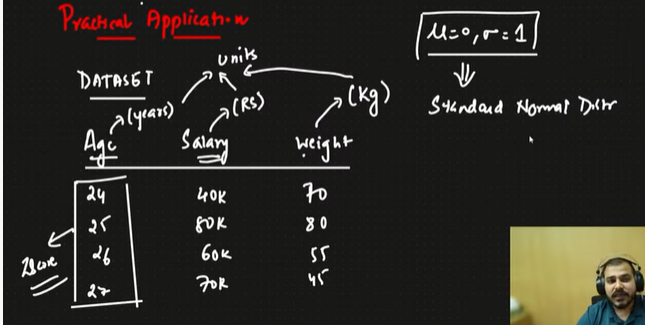 Practical Application
μ=0, σ=1
Units
DATASET
(years)
(RS)
(Kg)
Standard Normal Distr
Age Salary Weight
24 40K 70
25 80K 80
26 60K 55
27 70K 45
ZScore